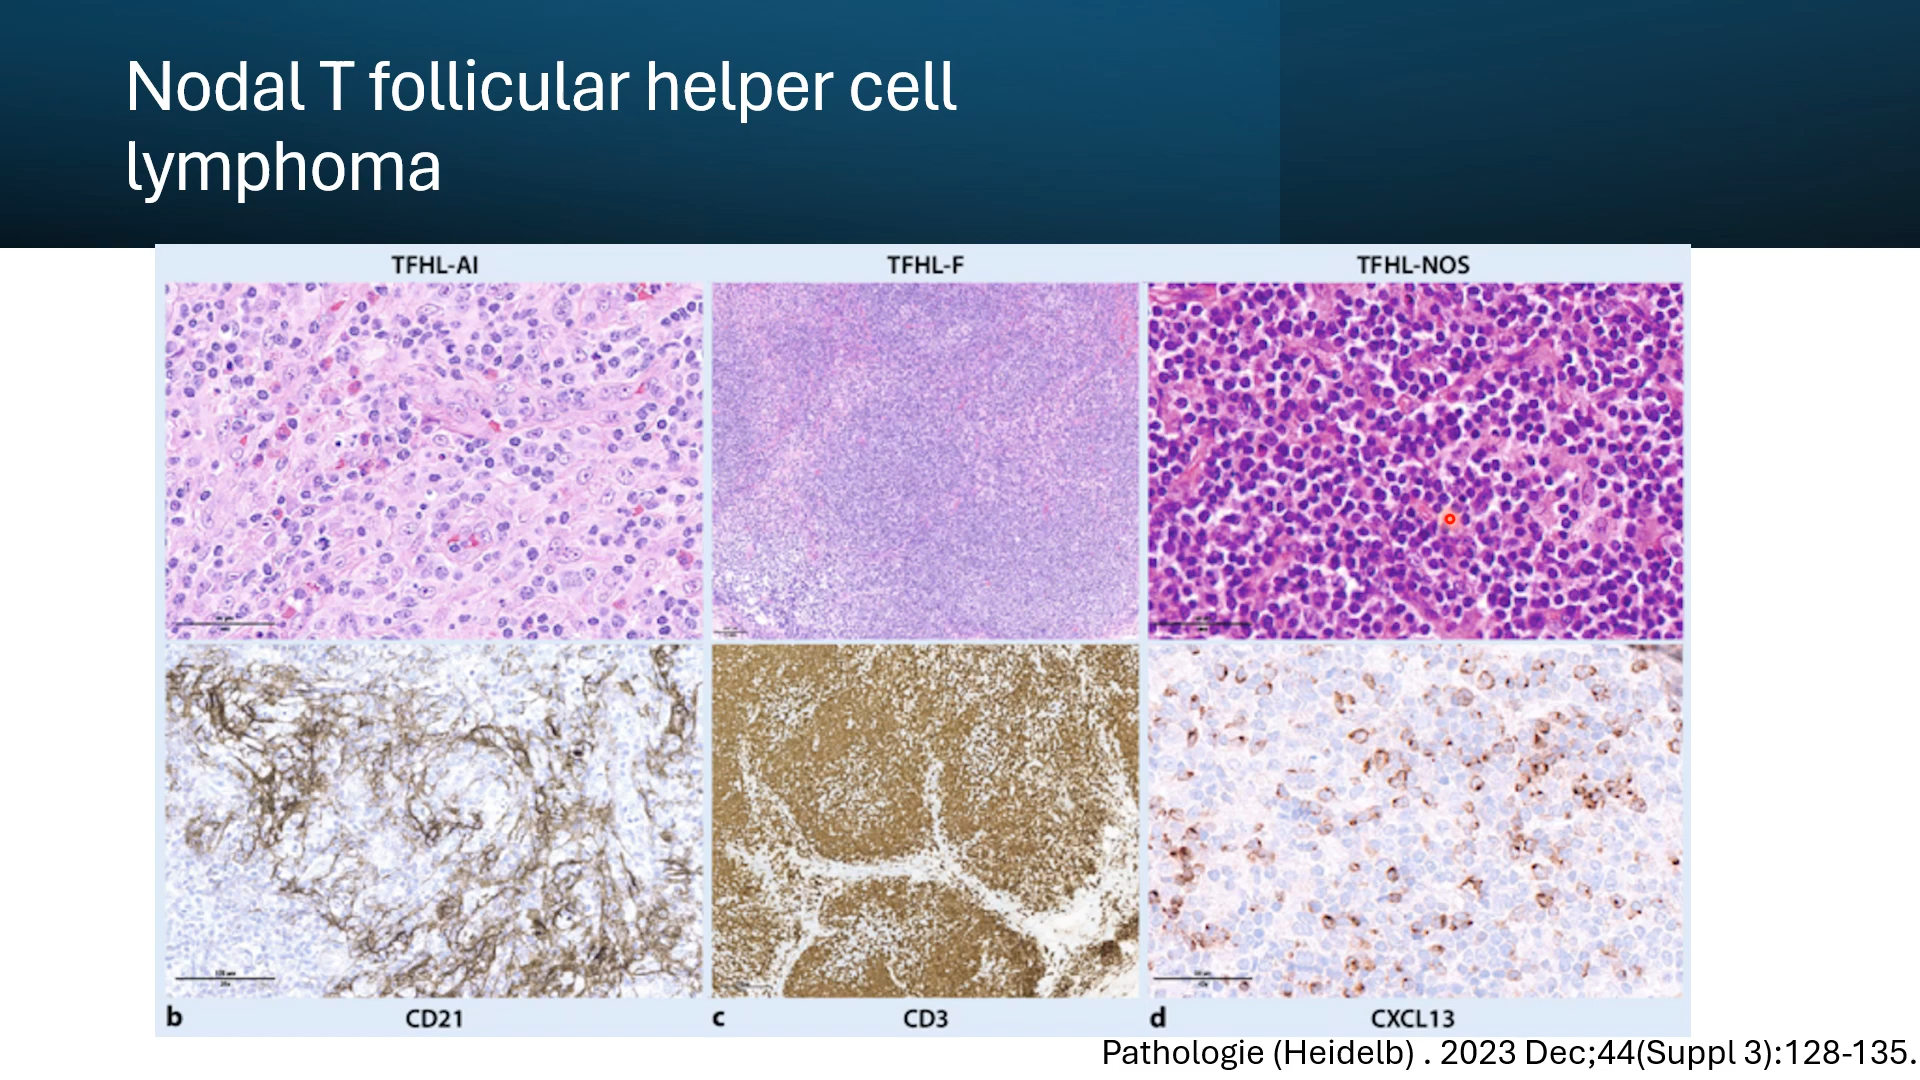 Nodal T follicular helper cell
lymphoma
TFHL-AI
TFHL-F
TFHL-NOS
b
CD21
c
CD3
d
CXCL13
Pathologie (Heidelb) . 2023 Dec;44(Suppl 3):128-135.